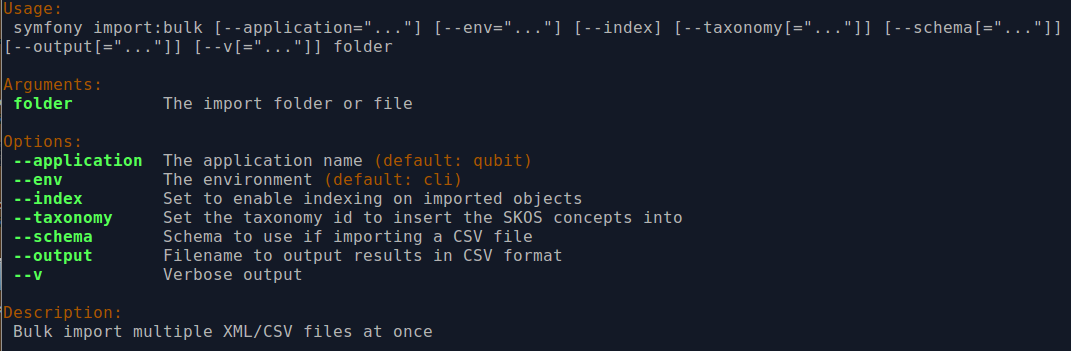 Usage:
symfony import:bulk [--application="..."] [--env="..."] [--index] [--taxonomy[="..."]] [--schema[="..."]]
[--output[="..."]] [--v[="..."]] folder
Arguments:
folder The import folder or file
Options:
--application The application name (default: qubit)
--env The environment (default: cli)
--index Set to enable indexing on imported objects
--taxonomy Set the taxonomy id to insert the SKOS concepts into
--schema Schema to use if importing a CSV file
--output Filename to output results in CSV format
--v Verbose output
Description:
Bulk import multiple XML/CSV files at once